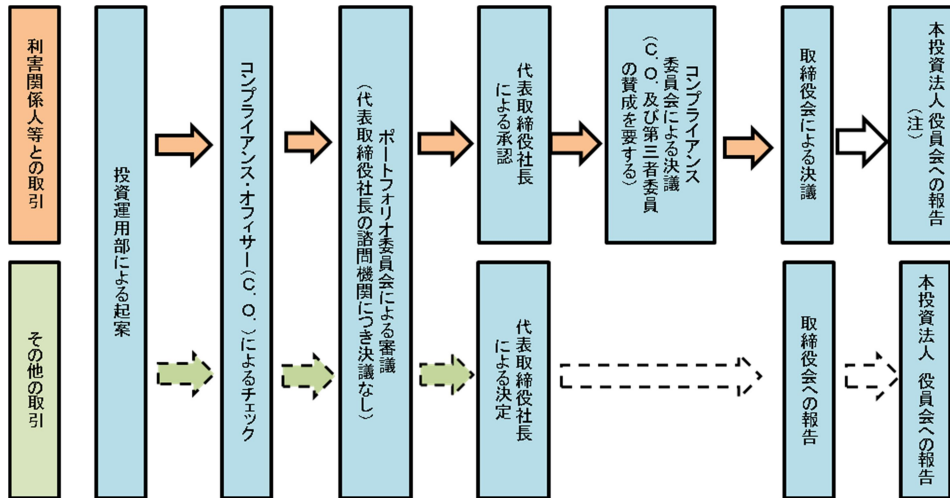 利害関係人等との取引
その他の取引
投資運用部による起案
コンプライアンス・オフィサー(C.O.)によるチェック
ポートフォリオ委員会による審議
(代表取締役社長の諮問機関につき決議なし)
代表取締役社長
による承認
コンプライアンス
委員会による決議
(C.O.及び第三者委員
の賛成を要する)
取締役会による決議
本投資法人 役員会への報告
(注)
代表取締役社長
による決定
取締役会への報告
本投資法人 役員会への報告